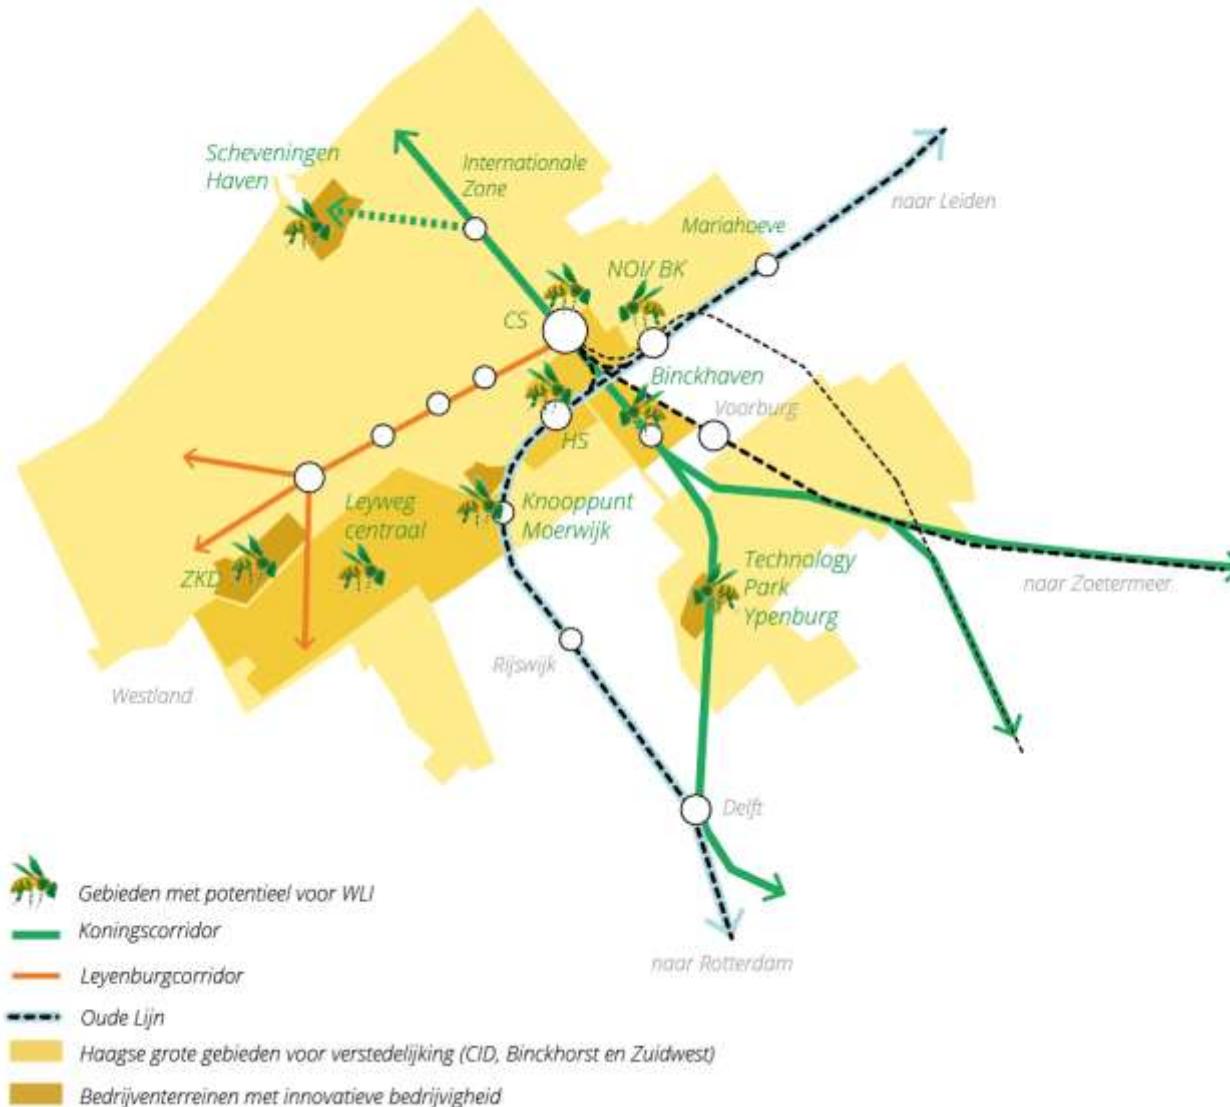 Scheveningen
Haven
Internationale
Zone
naar Leiden
Mariahoeve
NOI/ BK
CS
Binckhaven
Voorburg
HS
Leyweg
centraal
Knooppunt
Moerwijk
ZKD
Technology
Park
Ypenburg
naar Zoetermeer
Rijswijk
Westland
Delft
naar Rotterdam
Gebieden met potentieel voor WLI
Koningscorridor
Leyenburgcorridor
Oude Lijn
Haagse grote gebieden voor verstedelijking (CID, Binckhorst en Zuidwest)
Bedrijventerreinen met innovatieve bedrijvigheid